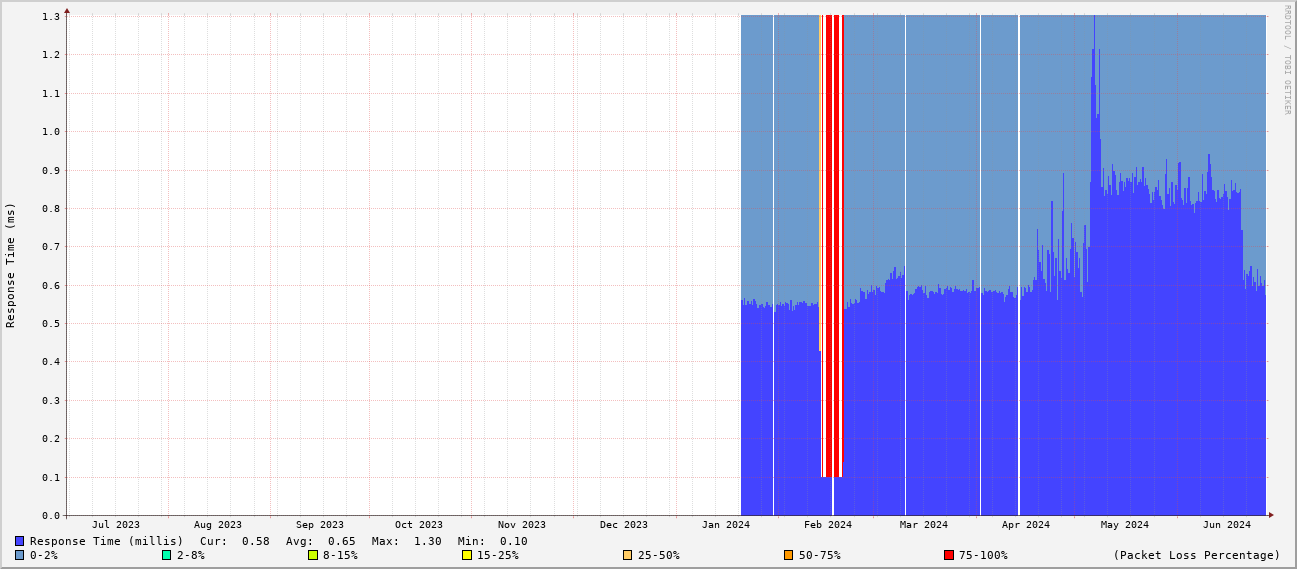 1.3
1.2
1.1
1.0
0.9
0.8
0.7
0.6
0.5
0.4
0.3
0.2
0.1
0.0
Response Time (ms)
RRDTOOL / TOBI OETIKER
Jul 2023 Aug 2023 Sep 2023 Oct 2023 Nov 2023 Dec 2023 Jan 2024 Feb 2024 Mar 2024 Apr 2024 May 2024 Jun 2024
Response Time (millis) Cur: 0.58 Avg: 0.65 Max: 1.30 Min: 0.10
0-2% 2-8% 8-15% 15-25% 25-50% 50-75% 75-100% (Packet Loss Percentage)